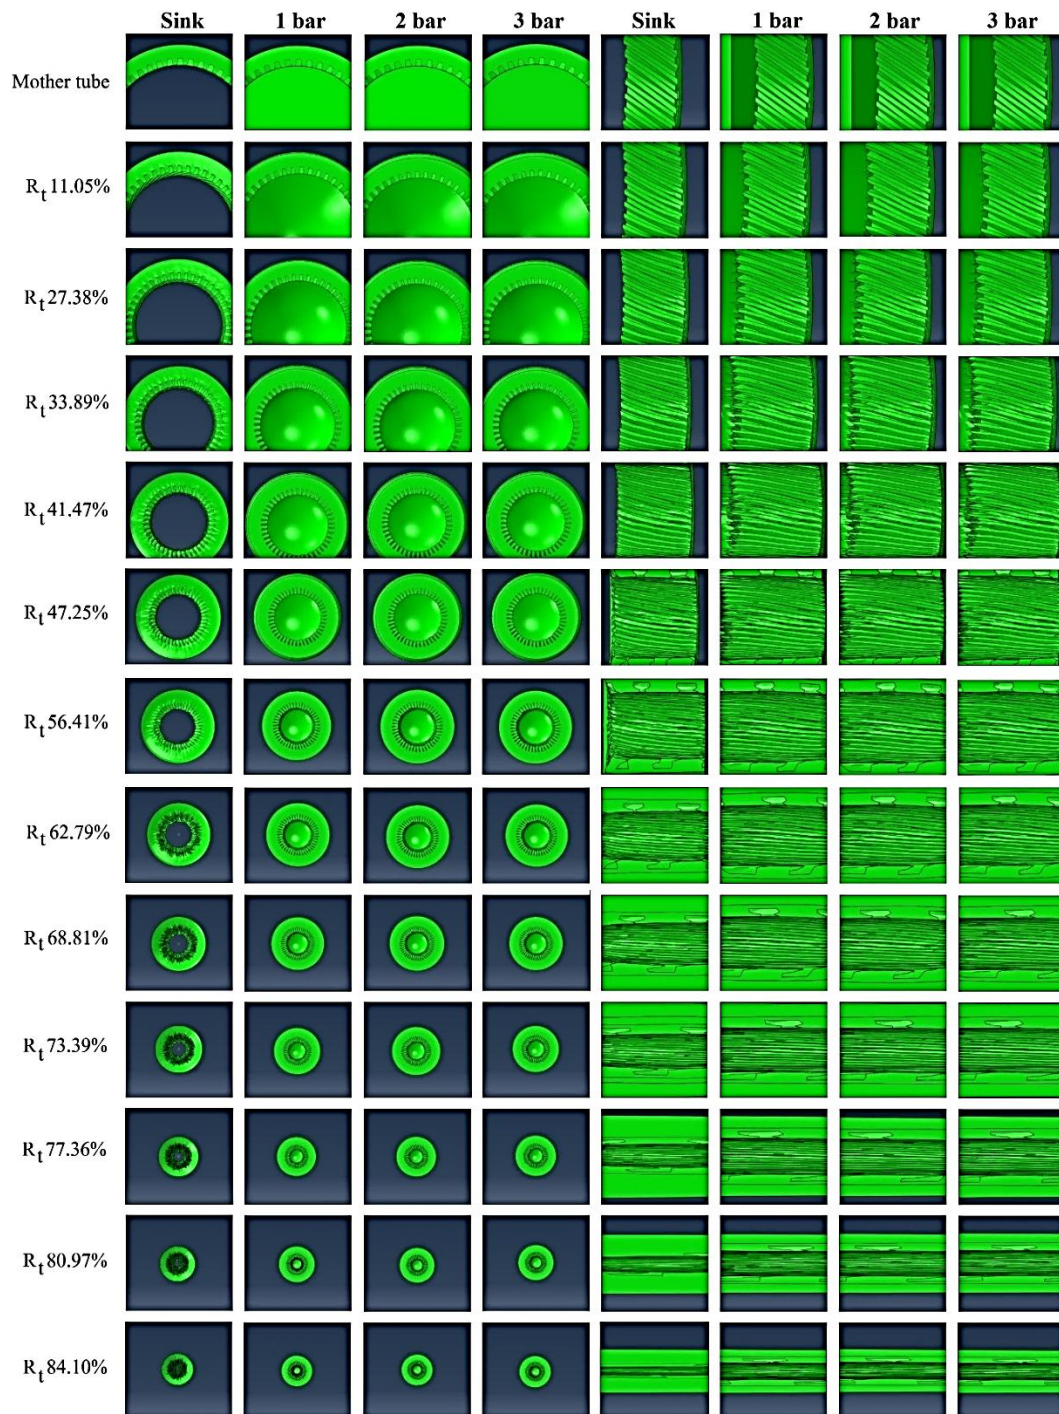 Sink 1 bar 2 bar 3 bar Sink 1 bar 2 bar 3 bar
Mother tube
Rt 11.05%
Rt 27.38%
Rt 33.89%
Rt 41.47%
Rt 47.25%
Rt 56.41%
Rt 62.79%
Rt 68.81%
Rt 73.39%
Rt 77.36%
Rt 80.97%
Rt 84.10%